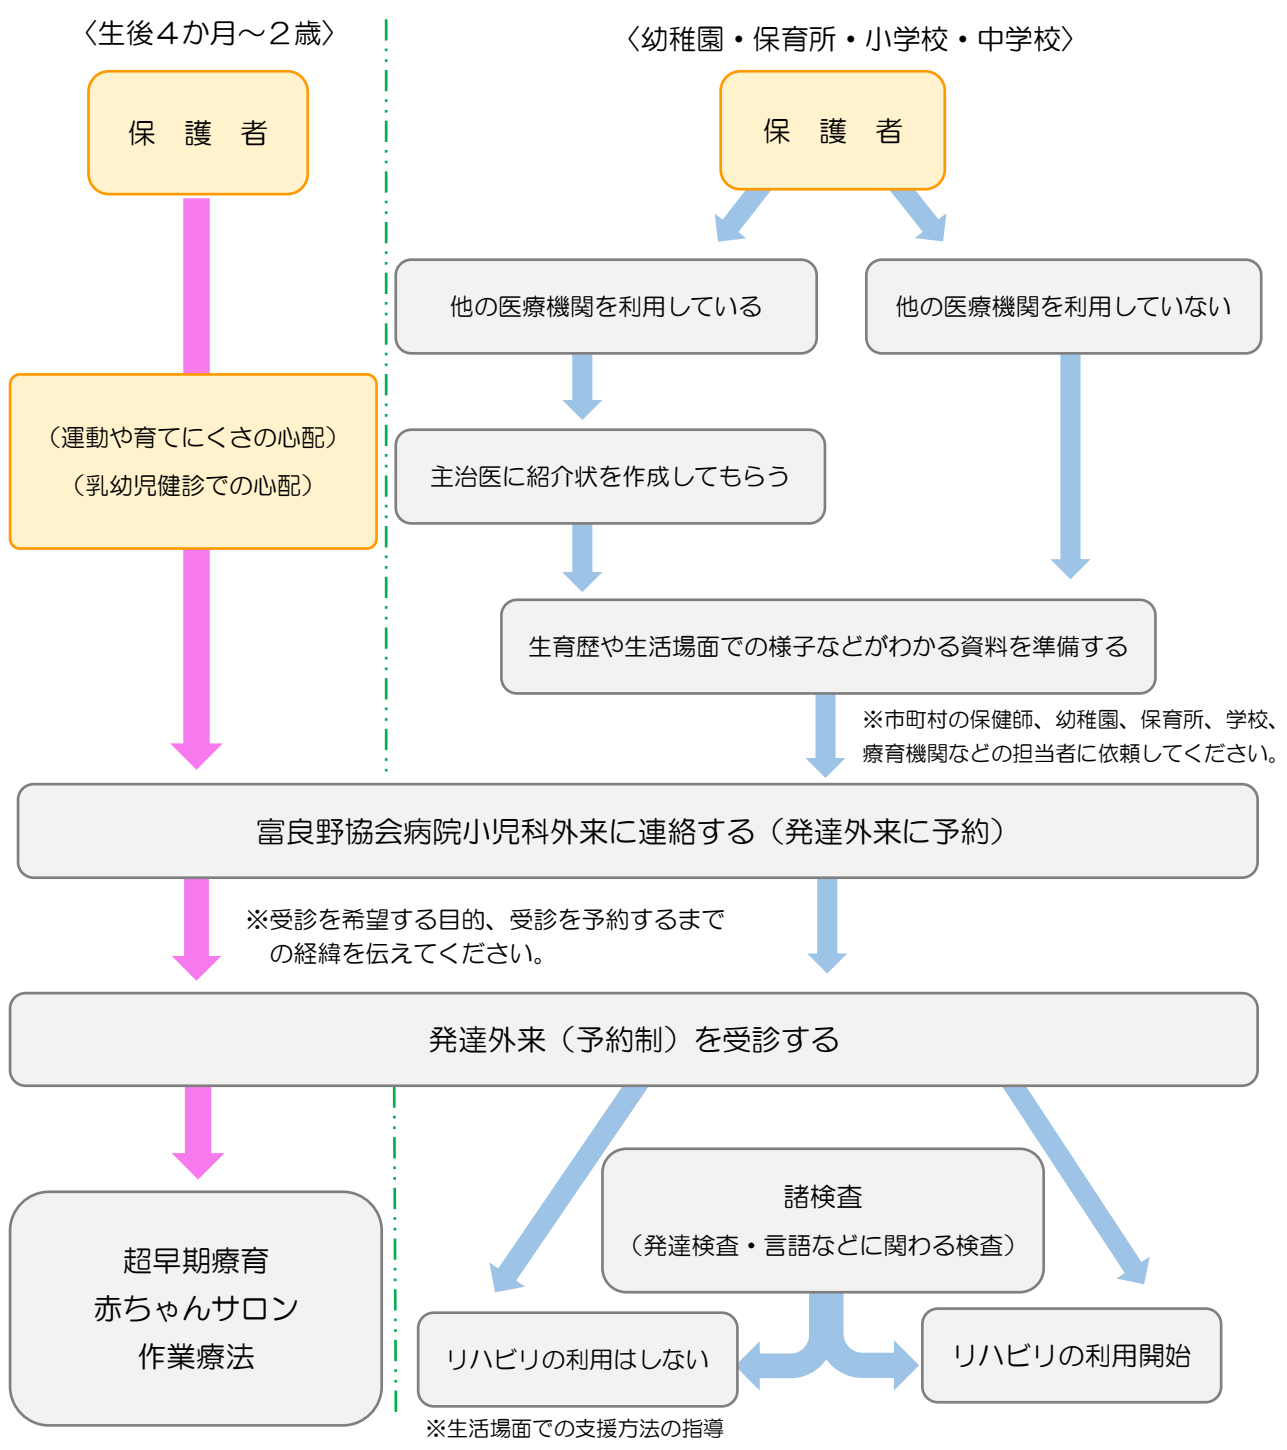 〈生後４か月～２歳〉
〈幼稚園・保育所・小学校・中学校〉
保　護　者
保　護　者
他の医療機関を利用している
他の医療機関を利用していない
（運動や育てにくさの心配）
（乳幼児健診での心配）
主治医に紹介状を作成してもらう
生育歴や生活場面での様子などがわかる資料を準備する
※市町村の保健師、幼稚園、保育所、学校、
療育機関などの担当者に依頼してください。
富良野協会病院小児科外来に連絡する（発達外来に予約）
※受診を希望する目的、受診を予約するまで
の経緯を伝えてください。
発達外来（予約制）を受診する
諸検査
（発達検査・言語などに関わる検査）
超早期療育
赤ちゃんサロン
作業療法
リハビリの利用はしない
リハビリの利用開始
※生活場面での支援方法の指導